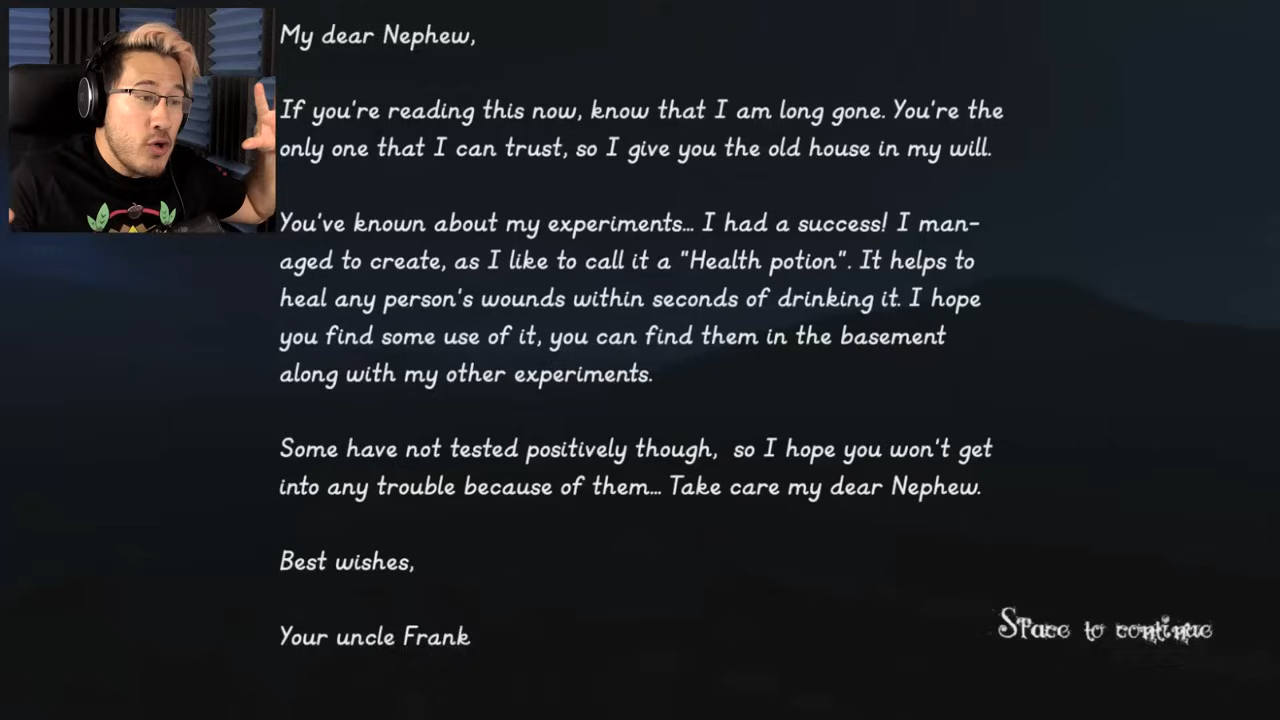 My dear Nephew,
If you're reading this now, know that I am long gone. You're the
only one that I can trust, so I give you the old house in my will.
You've known about my experiments... I had a success! I man-
aged to create, as I like to call it a "Health potion". It helps to
heal any person's wounds within seconds of drinking it. I hope
you find some use of it, you can find them in the basement
along with my other experiments.
Some have not tested positively though,  so I hope you won't get
into any trouble because of them... Take care my dear Nephew.
Best wishes,
Your uncle Frank
Space to continue